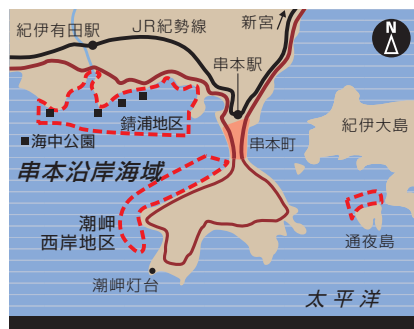 新宮
JR紀勢線
紀伊有田駅
N
串本駅
錆浦地区
紀伊大島
■海中公園
串本町
串本沿岸海域
潮岬
西岸地区
通夜島
潮岬灯台
太平洋